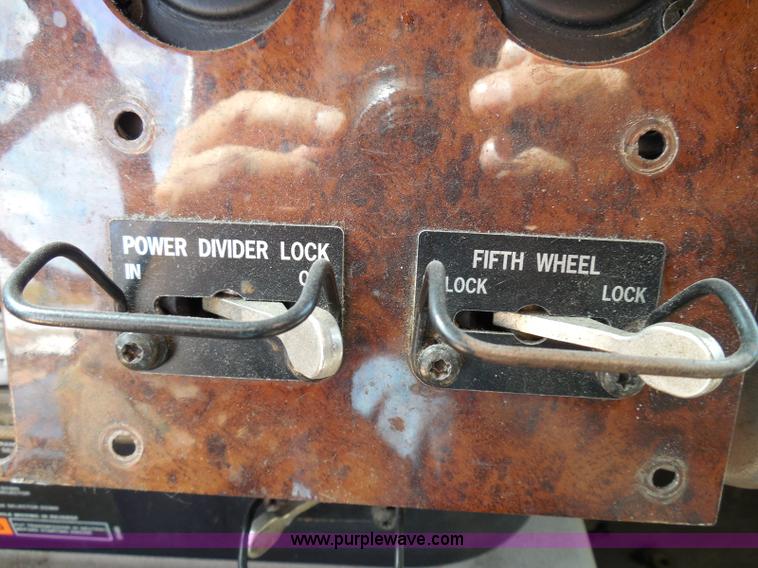 POWER DIVIDER LOCK
IN
FIFTH WHEEL
LOCK LOCK
www.purplewave.com